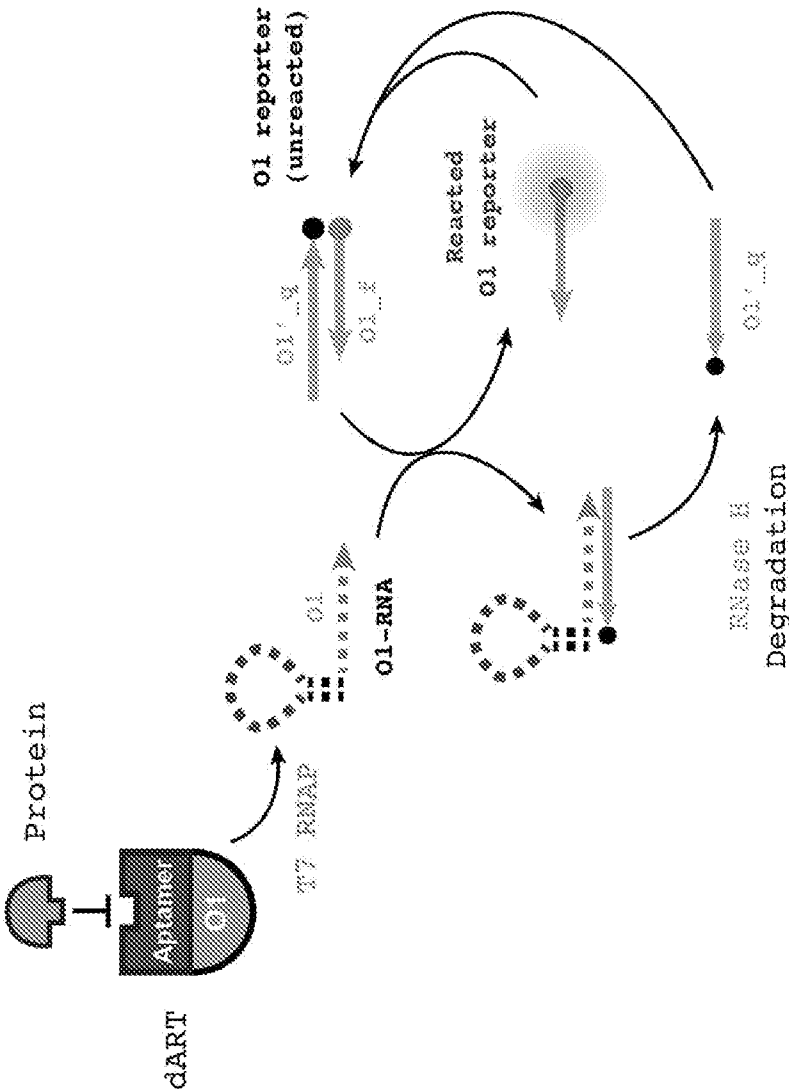 dART
Protein
Aptamer
O1
T7 RNAP
O1
O1-RNA
O1 reporter
(unreacted)
O1'_q
O1_f
Reacted
O1 reporter
O1'_q
RNase H
Degradation